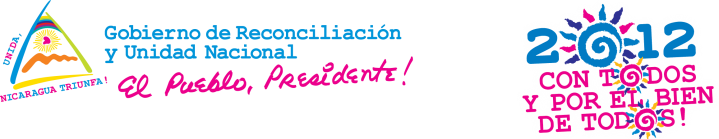 UNIDA,
NICARAGUA TRIUNFA!
Gobierno de Reconciliación
y Unidad Nacional
El Pueblo, Presidente!
2012
CON TODOS
Y POR EL BIEN
DE TODOS!